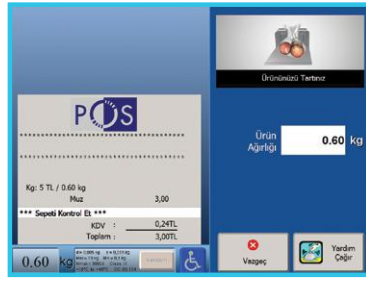 POS
Kg: 5 TL / 0.60 kg
Muz 3,00
*** Sepeti Kontrol Et ***
KDV : 0,24TL
Toplam : 3,00TL
0,60 kg
Ürününüzü Tartınız
Ürün Ağırlığı 0.60 kg
Vazgeç
Yardım Çağır